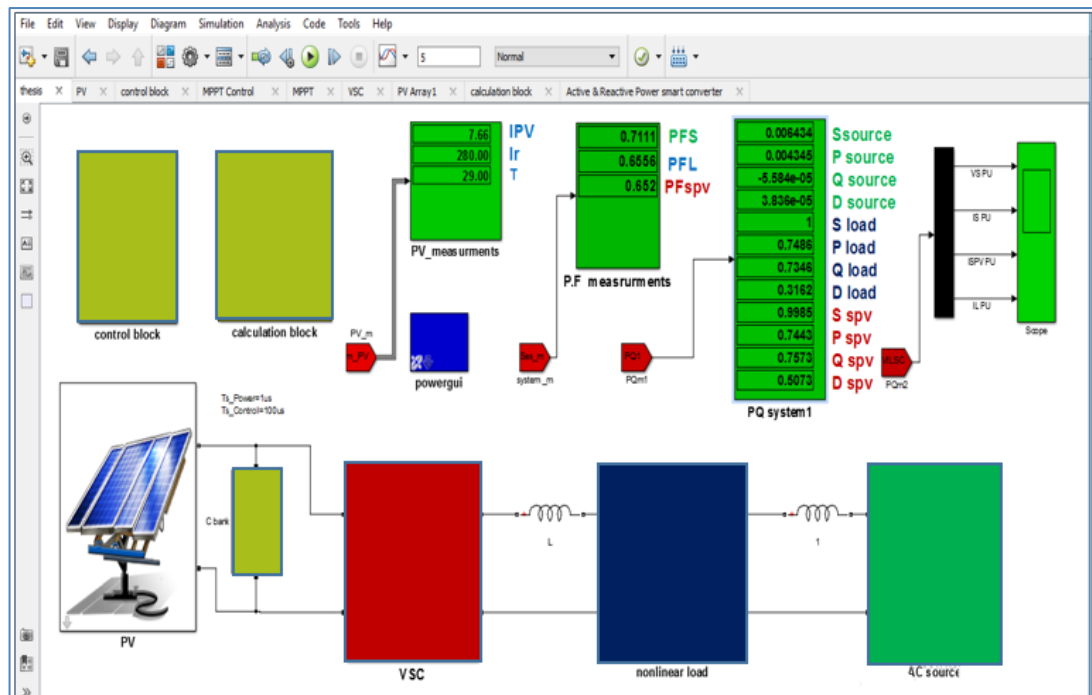 File Edit View Display Diagram Simulation Analysis Code Tools Help
5 Normal
thesis PV control block MPPT Control MPPT VSC PV Array1 calculation block Active & Reactive Power smart converter
7.66 IPV
280.00 Ir
29.00 T
PV_measurments
0.7111 PFS
0.6556 PFL
0.652 PFspv
P.F measrurments
0.006434 Ssource
0.004345 P source
-5.584e-05 Q source
3.836e-05 D source
1 S load
0.7486 P load
0.7346 Q load
0.3162 D load
0.9985 S spv
0.7443 P spv
0.7573 Q spv
0.5073 D spv
PQ system1
VS PU
IS PU
ISPV PU
IL PU
Scope
control block
calculation block
PV_m
m_PV
powergui
Ses_m
system _m
PQ1
PQm1
MLSC
PQm2
Ts_Power=1us
Ts_Control=100us
C bank
L
1
PV
VSC
nonlinear load
AC source